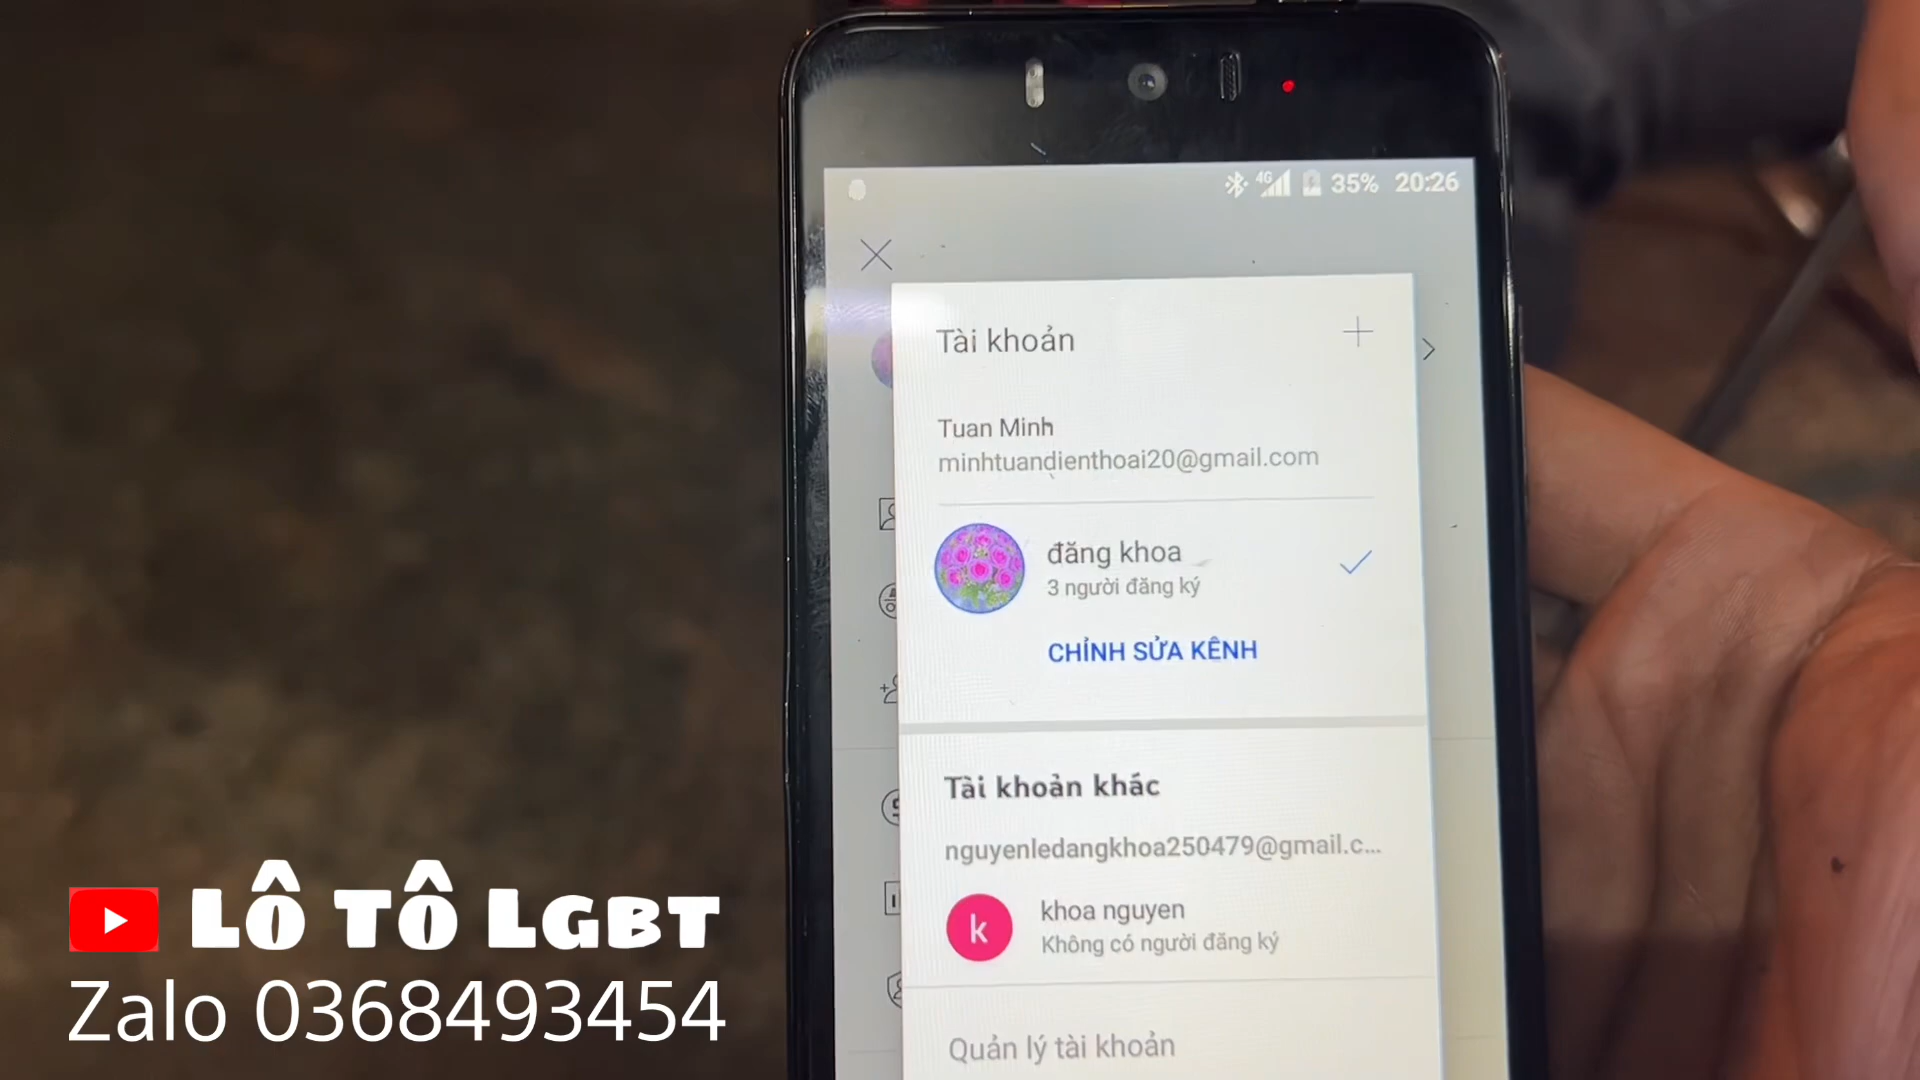 4G 35% 20:26
Tài khoản
Tuan Minh
minhtuandienthoai20@gmail.com
đăng khoa
3 người đăng ký
CHỈNH SỬA KÊNH
Tài khoản khác
nguyenledangkhoa250479@gmail.c...
k
khoa nguyen
Không có người đăng ký
Quản lý tài khoản
LÔ TÔ LGBT
Zalo 0368493454